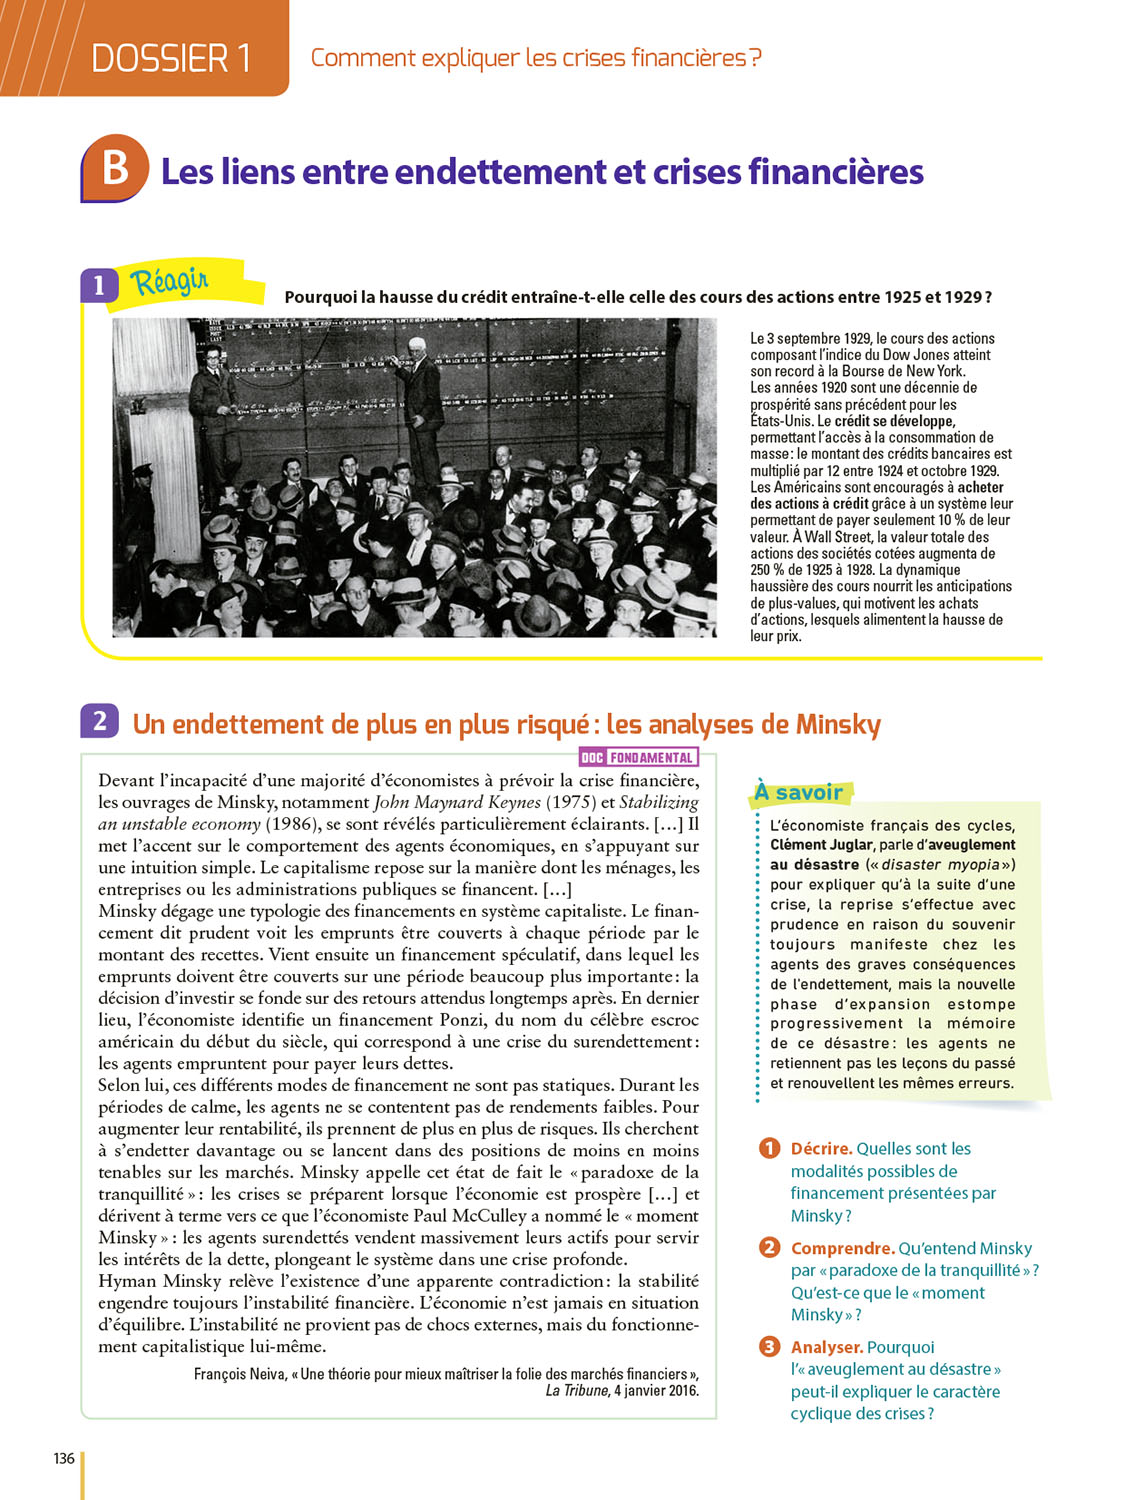 DOSSIER 1
Comment expliquer les crises financières ?
B
Les liens entre endettement et crises financières
1
Réagir
Pourquoi la hausse du crédit entraîne-t-elle celle des cours des actions entre 1925 et 1929 ?
Le 3 septembre 1929, le cours des actions
composant l'indice du Dow Jones atteint
son record à la Bourse de New York.
Les années 1920 sont une décennie de
prospérité sans précédent pour les
États-Unis. Le crédit se développe,
permettant l'accès à la consommation de
masse : le montant des crédits bancaires est
multiplié par 12 entre 1924 et octobre 1929.
Les Américains sont encouragés à acheter
des actions à crédit grâce à un système leur
permettant de payer seulement 10 % de leur
valeur. À Wall Street, la valeur totale des
actions des sociétés cotées augmenta de
250 % de 1925 à 1928. La dynamique
haussière des cours nourrit les anticipations
de plus-values, qui motivent les achats
d'actions, lesquels alimentent la hausse de
leur prix.
2
Un endettement de plus en plus risqué : les analyses de Minsky
DOC FONDAMENTAL
Devant l'incapacité d'une majorité d'économistes à prévoir la crise financière,
les ouvrages de Minsky, notamment John Maynard Keynes (1975) et Stabilizing
an unstable economy (1986), se sont révélés particulièrement éclairants. […] Il
met l'accent sur le comportement des agents économiques, en s'appuyant sur
une intuition simple. Le capitalisme repose sur la manière dont les ménages, les
entreprises ou les administrations publiques se financent. […]
Minsky dégage une typologie des financements en système capitaliste. Le finan-
cement dit prudent voit les emprunts être couverts à chaque période par le
montant des recettes. Vient ensuite un financement spéculatif, dans lequel les
emprunts doivent être couverts sur une période beaucoup plus importante : la
décision d'investir se fonde sur des retours attendus longtemps après. En dernier
lieu, l'économiste identifie un financement Ponzi, du nom du célèbre escroc
américain du début du siècle, qui correspond à une crise du surendettement :
les agents empruntent pour payer leurs dettes.
Selon lui, ces différents modes de financement ne sont pas statiques. Durant les
périodes de calme, les agents ne se contentent pas de rendements faibles. Pour
augmenter leur rentabilité, ils prennent de plus en plus de risques. Ils cherchent
à s'endetter davantage ou se lancent dans des positions de moins en moins
tenables sur les marchés. Minsky appelle cet état de fait le « paradoxe de la
tranquillité » : les crises se préparent lorsque l'économie est prospère […] et
dérivent à terme vers ce que l'économiste Paul McCulley a nommé le « moment
Minsky » : les agents surendettés vendent massivement leurs actifs pour servir
les intérêts de la dette, plongeant le système dans une crise profonde.
Hyman Minsky relève l'existence d'une apparente contradiction : la stabilité
engendre toujours l'instabilité financière. L'économie n'est jamais en situation
d'équilibre. L'instabilité ne provient pas de chocs externes, mais du fonctionne-
ment capitalistique lui-même.
François Neiva, « Une théorie pour mieux maîtriser la folie des marchés financiers »,
La Tribune, 4 janvier 2016.
À savoir
L'économiste français des cycles,
Clément Juglar, parle d'aveuglement
au désastre (« disaster myopia »)
pour expliquer qu'à la suite d'une
crise, la reprise s'effectue avec
prudence en raison du souvenir
toujours manifeste chez les
agents des graves conséquences
de l'endettement, mais la nouvelle
phase d'expansion estompe
progressivement la mémoire
de ce désastre : les agents ne
retiennent pas les leçons du passé
et renouvellent les mêmes erreurs.
1 Décrire. Quelles sont les
modalités possibles de
financement présentées par
Minsky ?
2 Comprendre. Qu'entend Minsky
par « paradoxe de la tranquillité » ?
Qu'est-ce que le « moment
Minsky » ?
3 Analyser. Pourquoi
l'« aveuglement au désastre »
peut-il expliquer le caractère
cyclique des crises ?
136